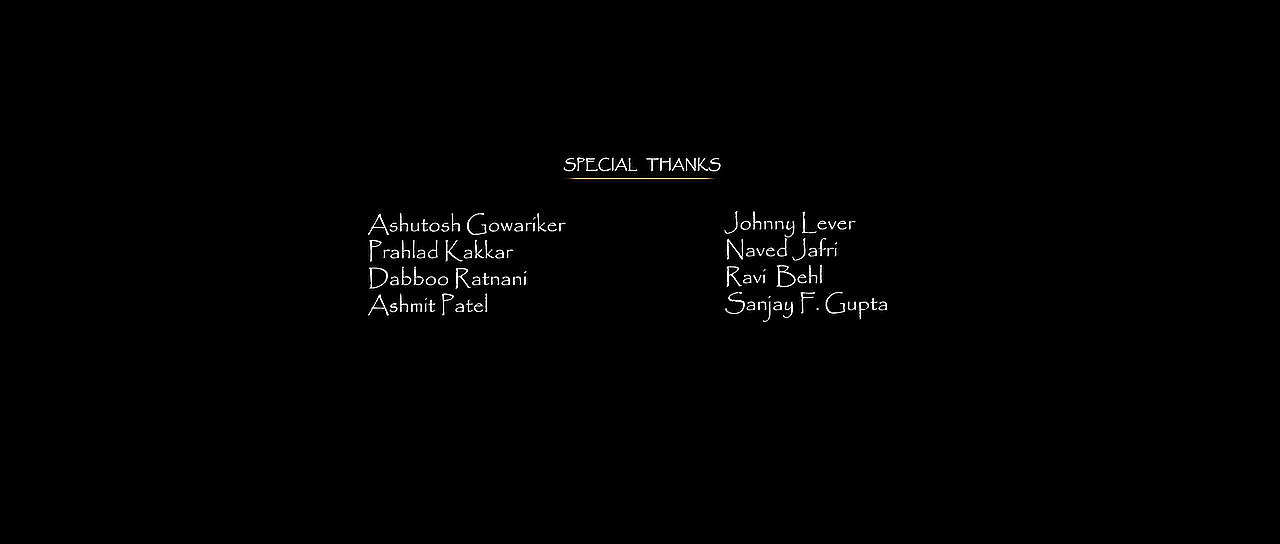 SPECIAL THANKS
Ashutosh Gowariker
Prahlad Kakkar
Dabboo Ratnani
Ashmit Patel
Johnny Lever
Naved Jafri
Ravi Behl
Sanjay F. Gupta